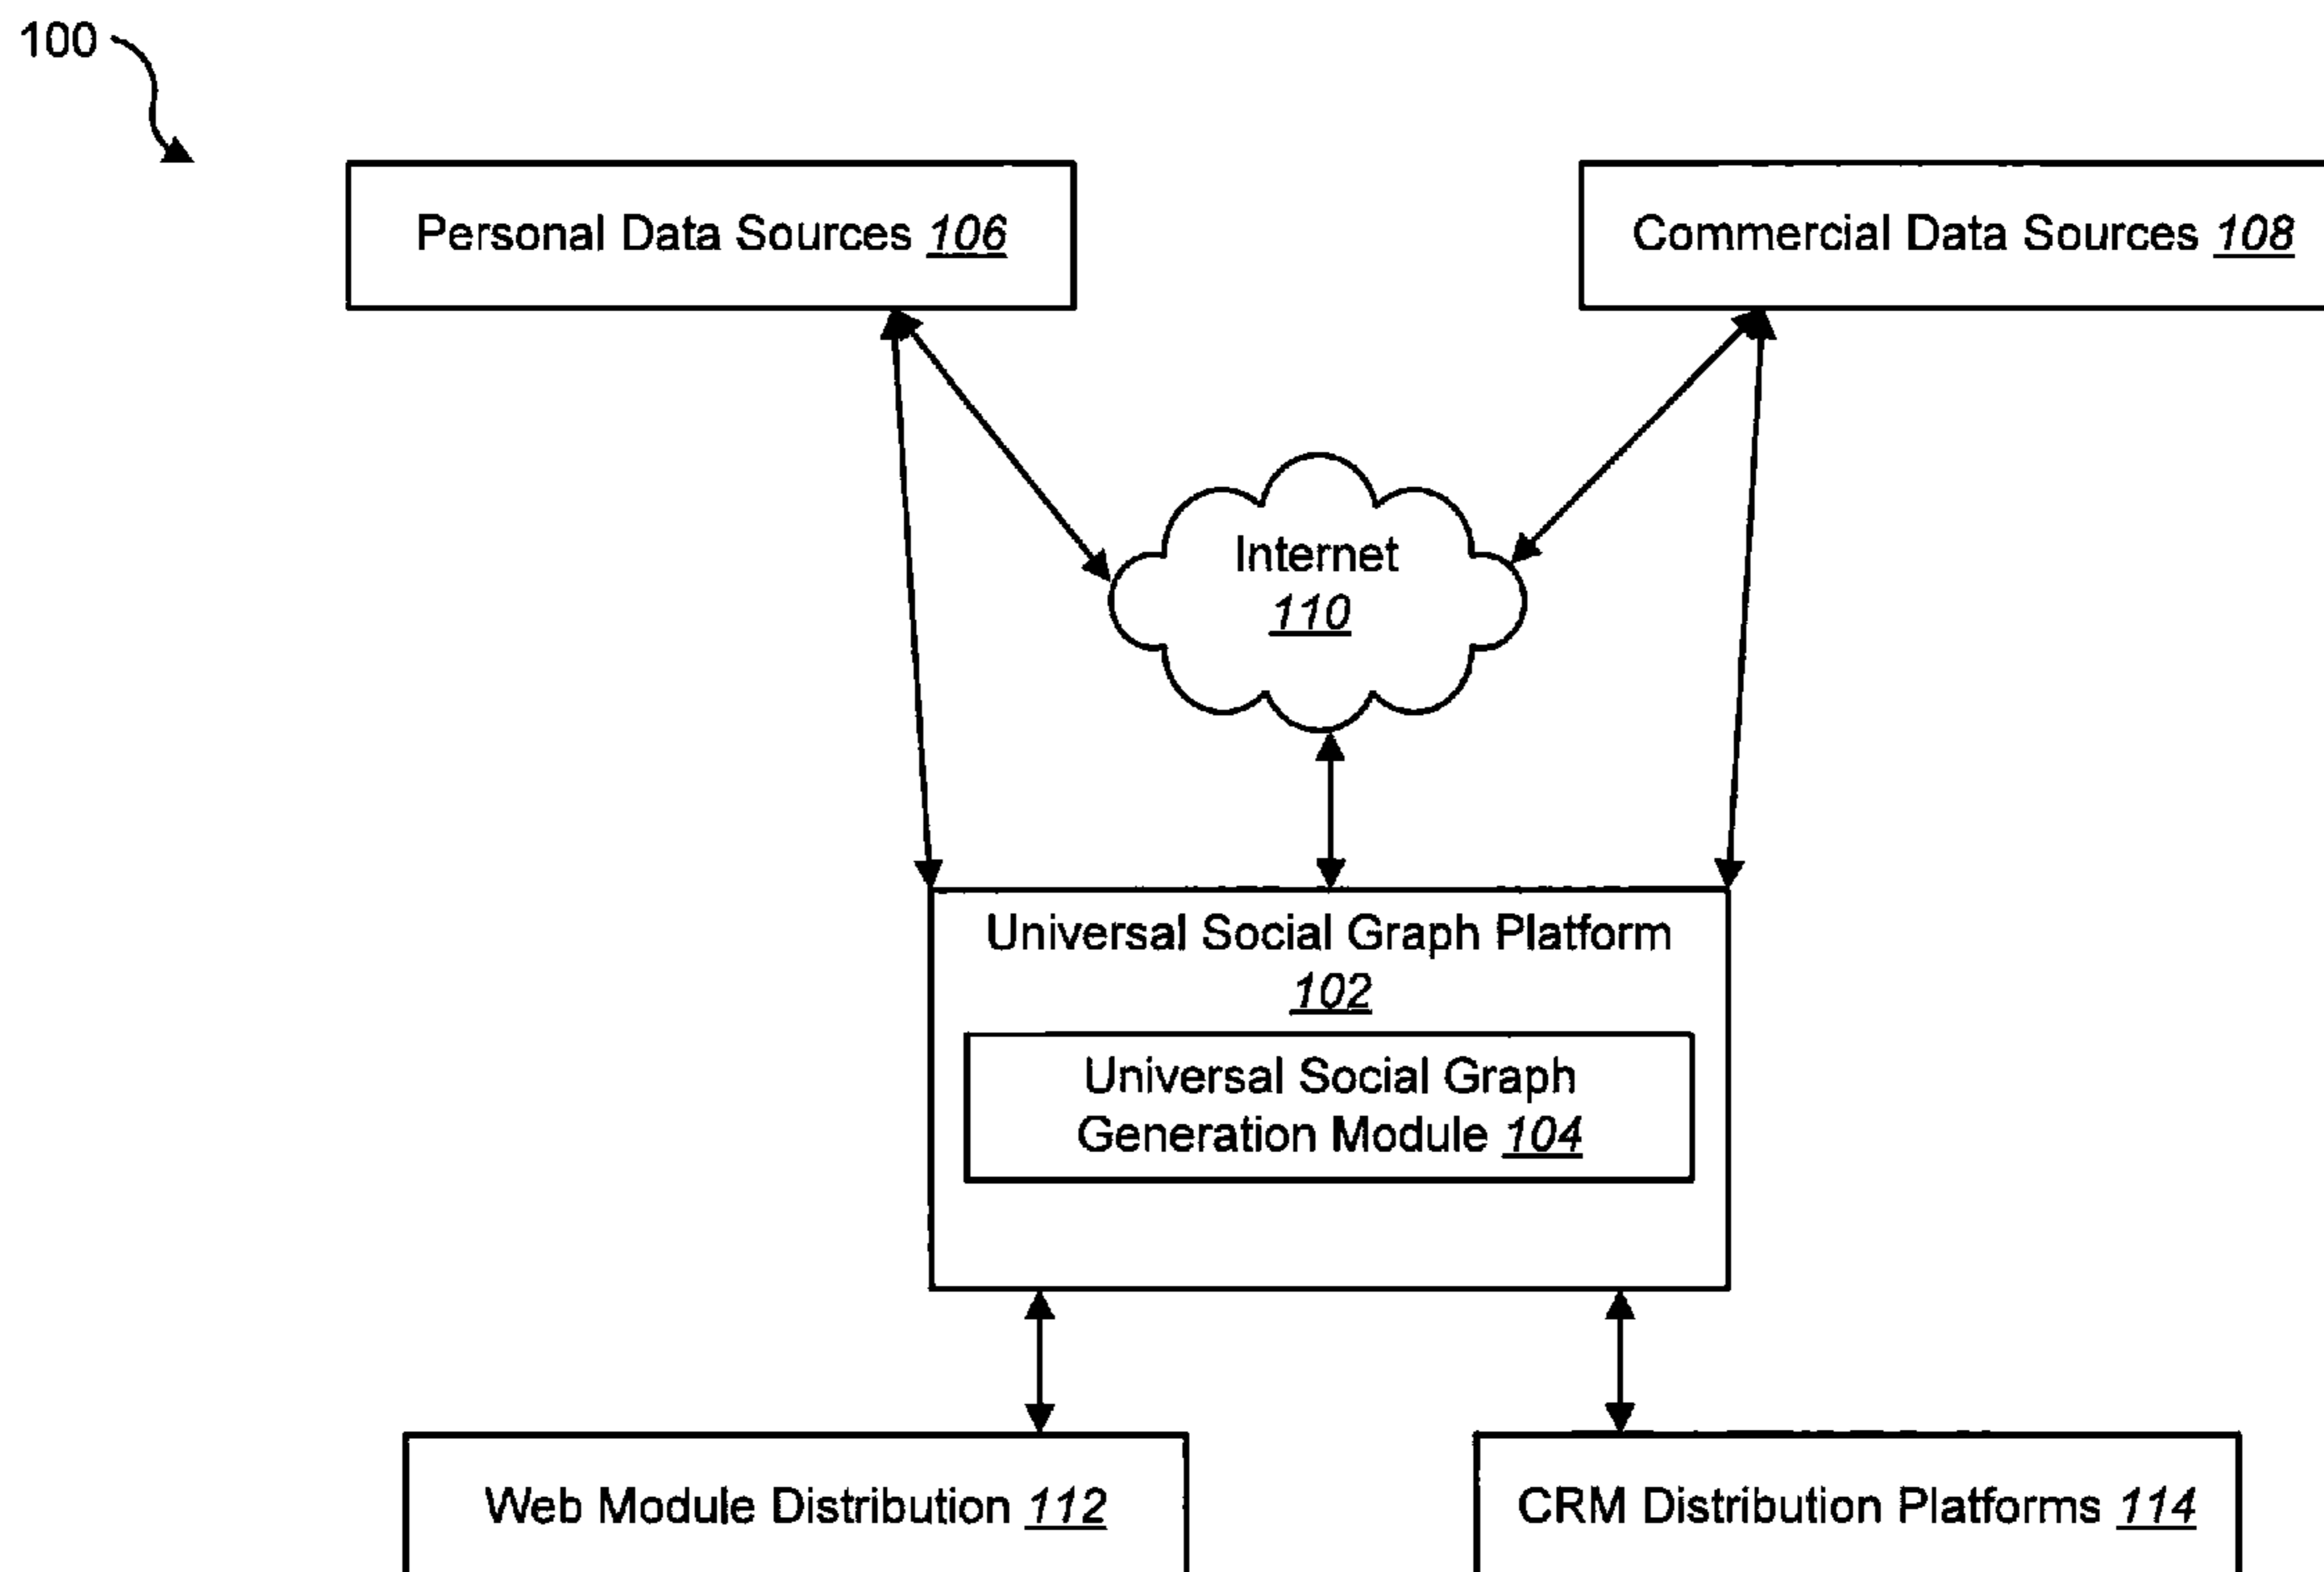 100
Personal Data Sources 106
Commercial Data Sources 108
Internet
110
Universal Social Graph Platform
102
Universal Social Graph
Generation Module 104
Web Module Distribution 112
CRM Distribution Platforms 114